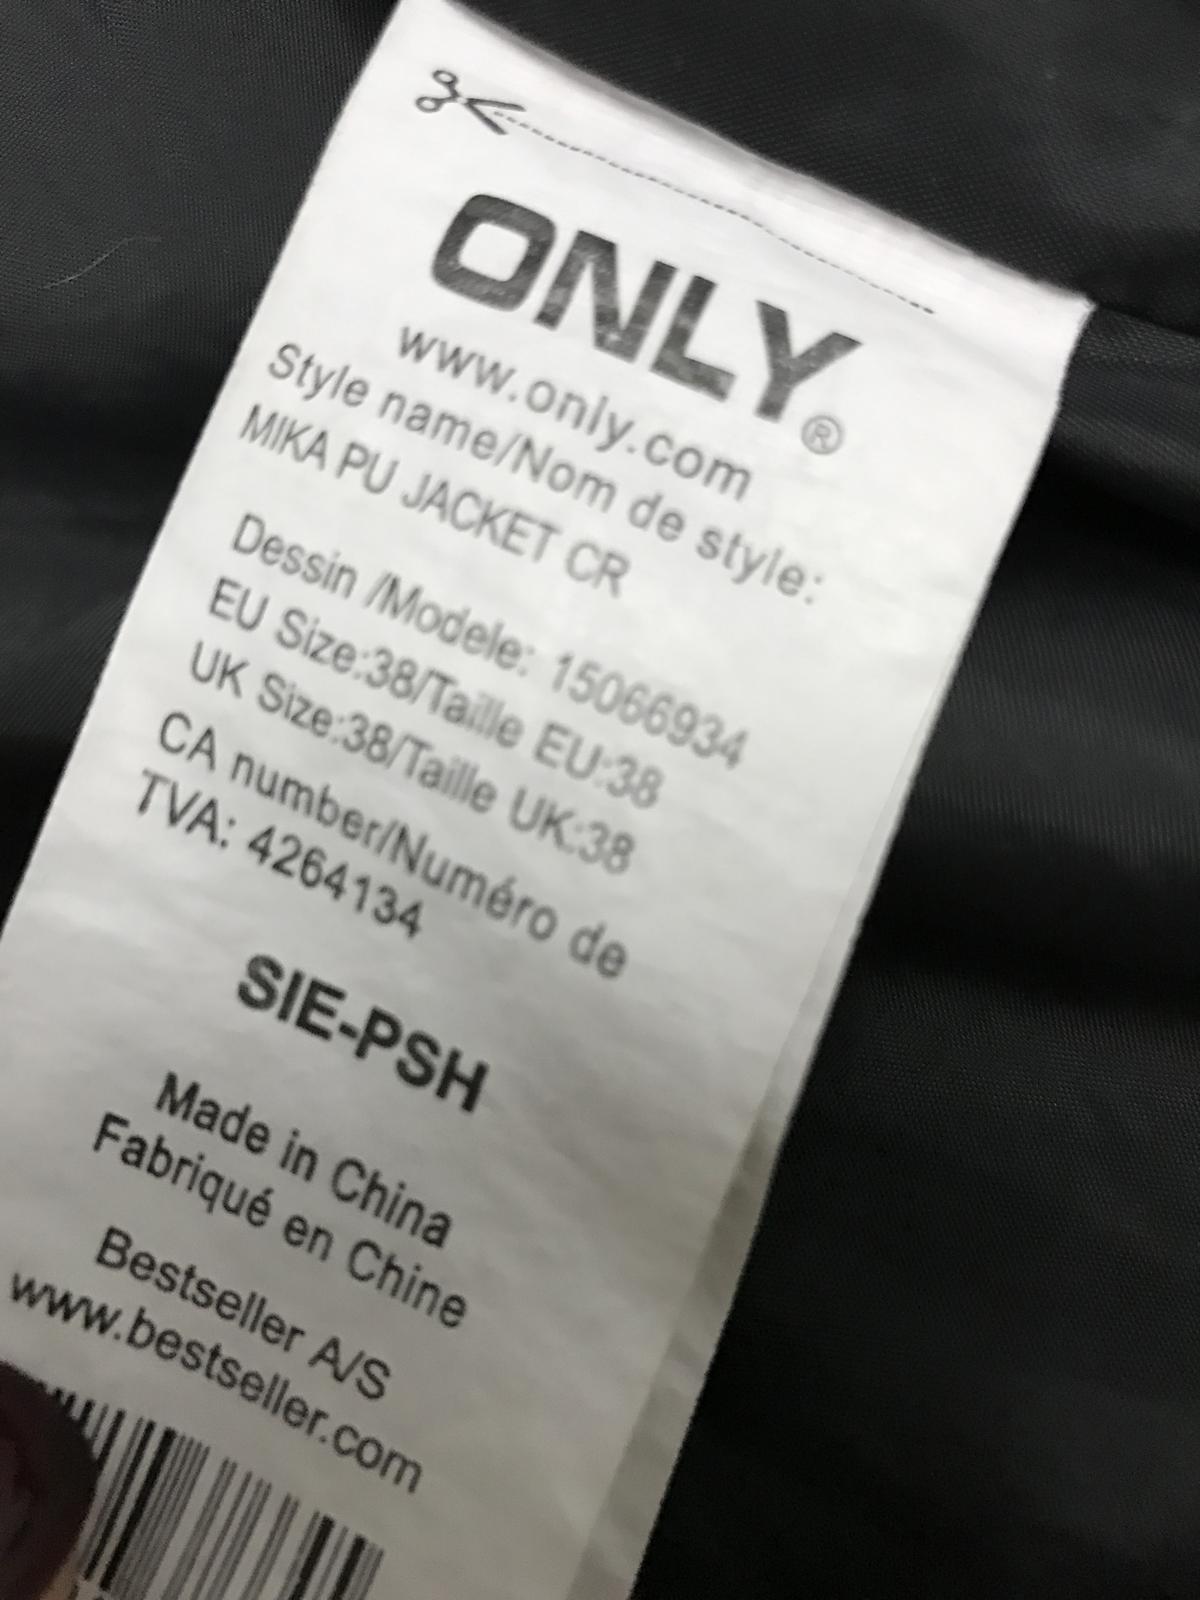 ONLY®
www.only.com
Style name/Nom de style:
MIKA PU JACKET CR
Dessin /Modele: 15066934
EU Size:38/Taille EU:38
UK Size:38/Taille UK:38
CA number/Numéro de
TVA: 4264134
SIE-PSH
Made in China
Fabriqué en Chine
Bestseller A/S
www.bestseller.com